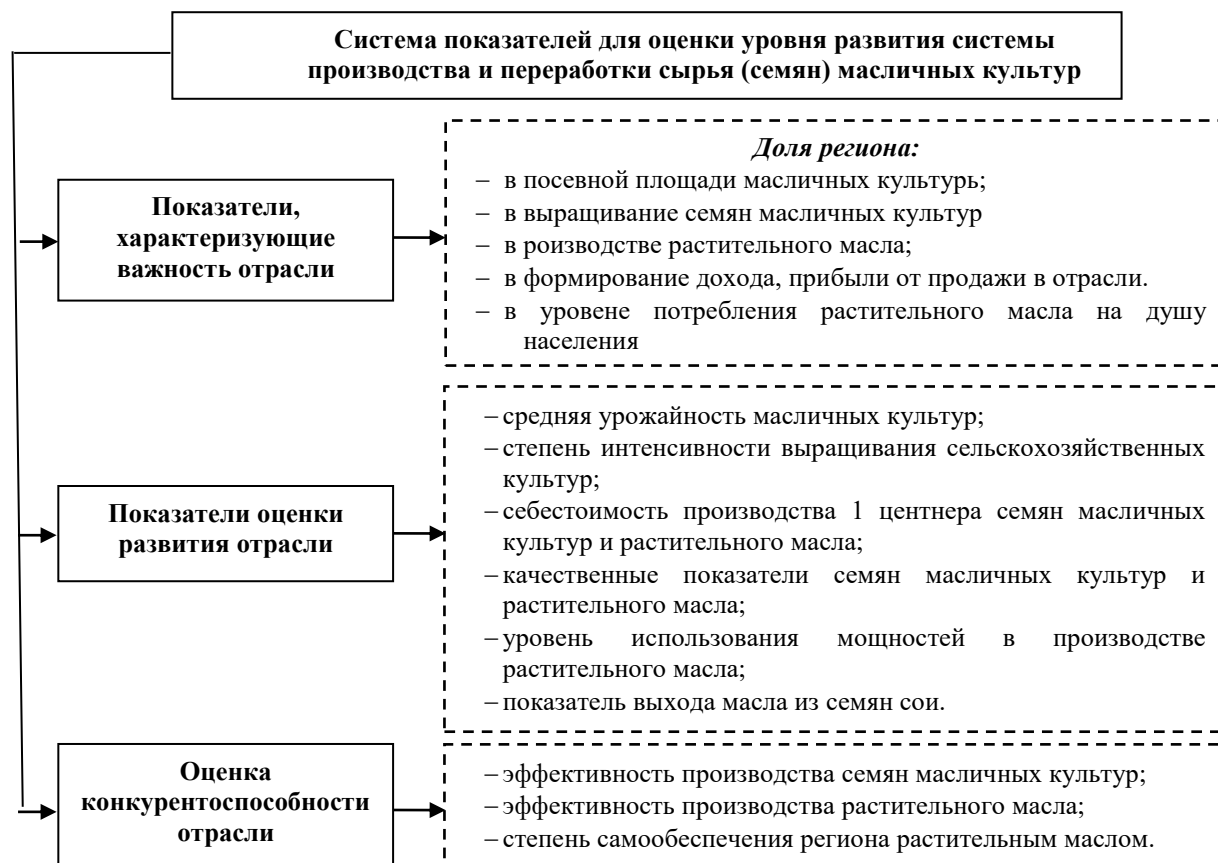 Система показателей для оценки уровня развития системы
производства и переработки сырья (семян) масличных культур
Показатели,
характеризующие
важность отрасли
Доля региона:
– в посевной площади масличных культурь;
– в выращивание семян масличных культур
– в роизводстве растительного масла;
– в формирование дохода, прибыли от продажи в отрасли.
– в уровене потребления растительного масла на душу
населения
Показатели оценки
развития отрасли
– средняя урожайность масличных культур;
– степень интенсивности выращивания сельскохозяйственных
культур;
– себестоимость производства 1 центнера семян масличных
культур и растительного масла;
– качественные показатели семян масличных культур и
растительного масла;
– уровень использования мощностей в производстве
растительного масла;
– показатель выхода масла из семян сои.
Оценка
конкурентоспособности
отрасли
– эффективность производства семян масличных культур;
– эффективность производства растительного масла;
– степень самообеспечения региона растительным маслом.